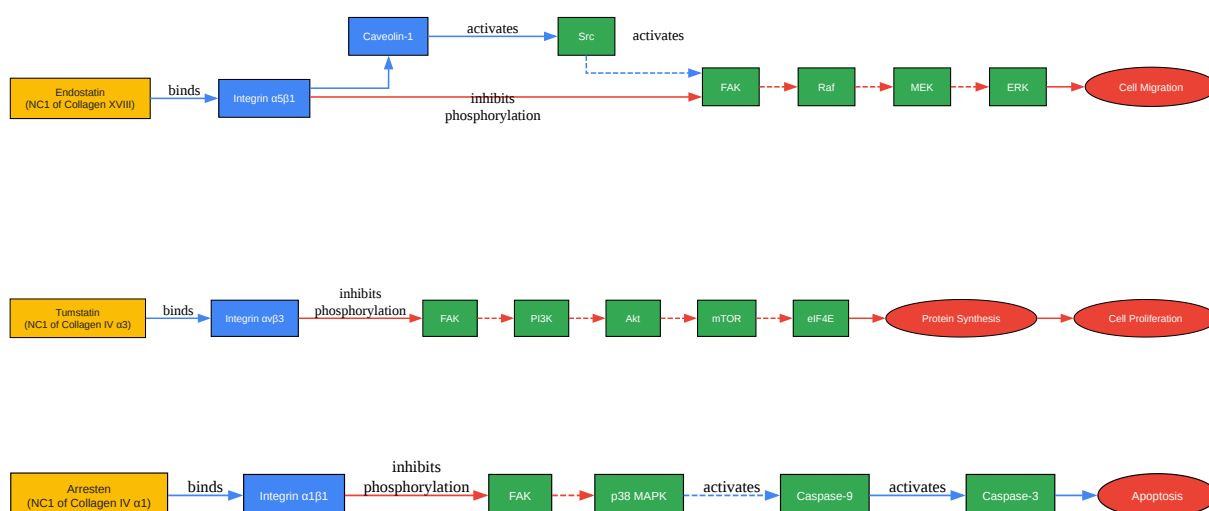 Caveolin-1
activates
Src
activates
Endostatin
(NC1 of Collagen XVIII)
binds
Integrin α5β1
inhibits
phosphorylation
FAK
Raf
MEK
ERK
Cell Migration
Tumstatin
(NC1 of Collagen IV α3)
binds
Integrin αvβ3
inhibits
phosphorylation
FAK
PI3K
Akt
mTOR
eIF4E
Protein Synthesis
Cell Proliferation
Arresten
(NC1 of Collagen IV α1)
binds
Integrin α1β1
inhibits
phosphorylation
FAK
p38 MAPK
activates
Caspase-9
activates
Caspase-3
Apoptosis